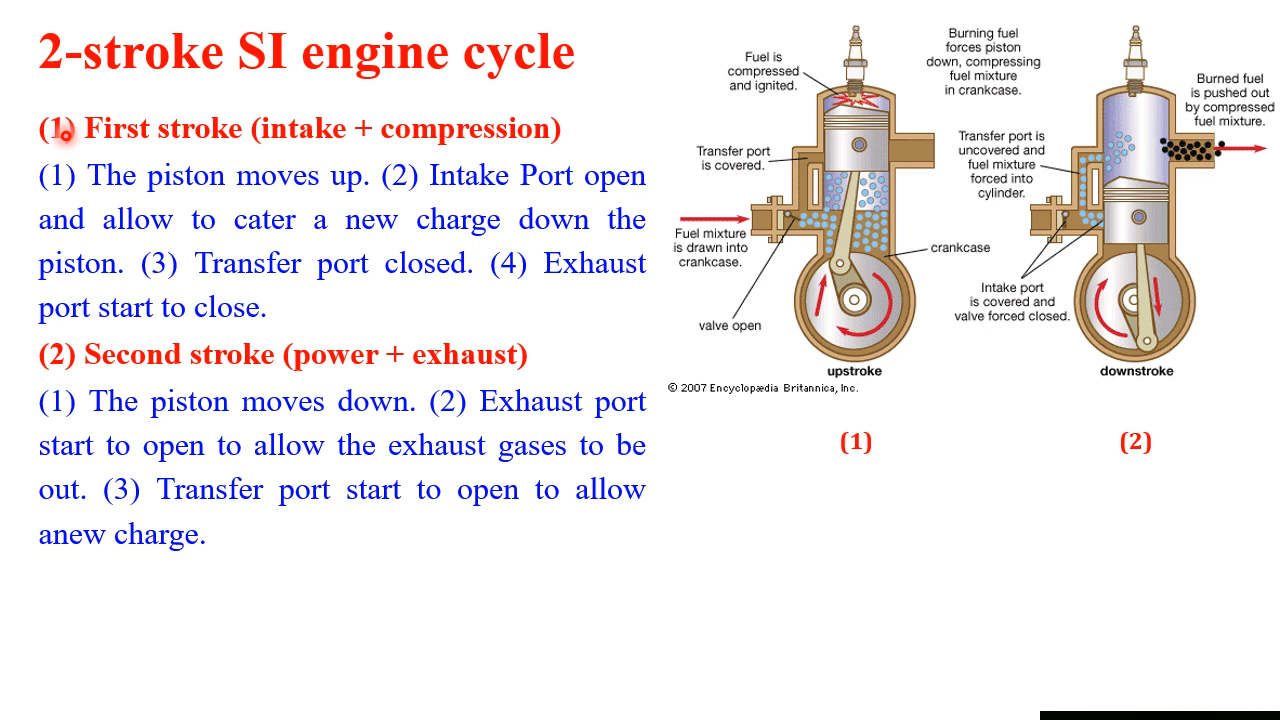 2-stroke SI engine cycle
(1) First stroke (intake + compression)
(1) The piston moves up. (2) Intake Port open
and allow to cater a new charge down the
piston. (3) Transfer port closed. (4) Exhaust
port start to close.
(2) Second stroke (power + exhaust)
(1) The piston moves down. (2) Exhaust port
start to open to allow the exhaust gases to be
out. (3) Transfer port start to open to allow
anew charge.
Fuel is
compressed
and ignited.
Transfer port
is covered.
Fuel mixture
is drawn into
crankcase.
valve open
crankcase
upstroke
© 2007 Encyclopædia Britannica, Inc.
(1)
Burning fuel
forces piston
down, compressing
fuel mixture
in crankcase.
Transfer port is
uncovered and
fuel mixture
forced into
cylinder.
Intake port
is covered and
valve forced closed.
Burned fuel
is pushed out
by compressed
fuel mixture.
downstroke
(2)